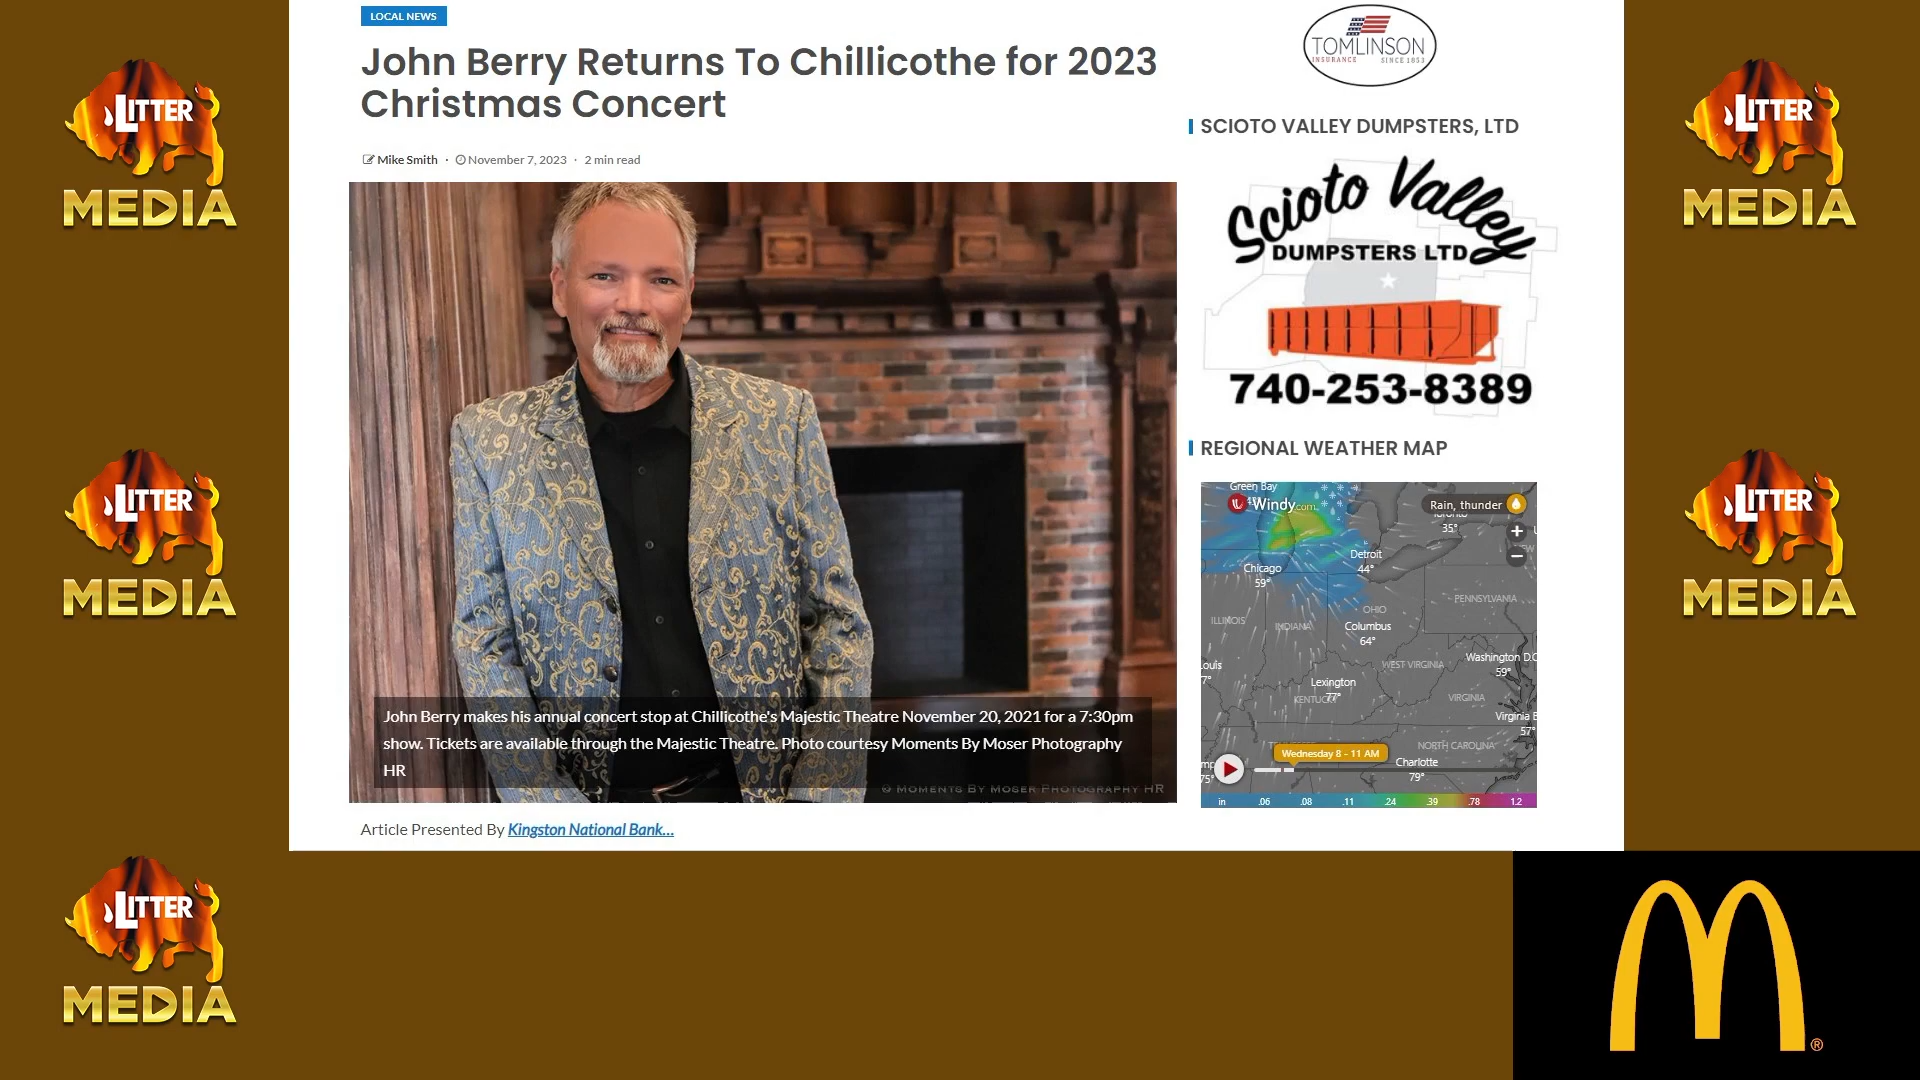 LOCAL NEWS
John Berry Returns To Chillicothe for 2023
Christmas Concert
Mike Smith · November 7, 2023 · 2 min read
John Berry makes his annual concert stop at Chillicothe's Majestic Theatre November 20, 2021 for a 7:30pm
show. Tickets are available through the Majestic Theatre. Photo courtesy Moments By Moser Photography
HR
© MOMENTS BY MOSER PHOTOGRAPHY HR
Article Presented By Kingston National Bank...
TOMLINSON
INSURANCE SINCE 1853
SCIOTO VALLEY DUMPSTERS, LTD
Scioto Valley
DUMPSTERS LTD
740-253-8389
REGIONAL WEATHER MAP
Green Bay
Windy.com
Rain, thunder
Toronto
35°
Detroit
44°
Chicago
59°
PENNSYLVANIA
OHIO
ILLINOIS
INDIANA
Columbus
64°
WEST VIRGINIA
Washington D.C
59°
Lexington
77°
KENTUCKY
VIRGINIA
Virginia B
57°
NORTH CAROLINA
Wednesday 8 - 11 AM
Charlotte
79°
75°
in .06 .08 .11 .24 .39 .78 1.2
LITTER
MEDIA
LITTER
MEDIA
LITTER
MEDIA
LITTER
MEDIA
LITTER
MEDIA
®